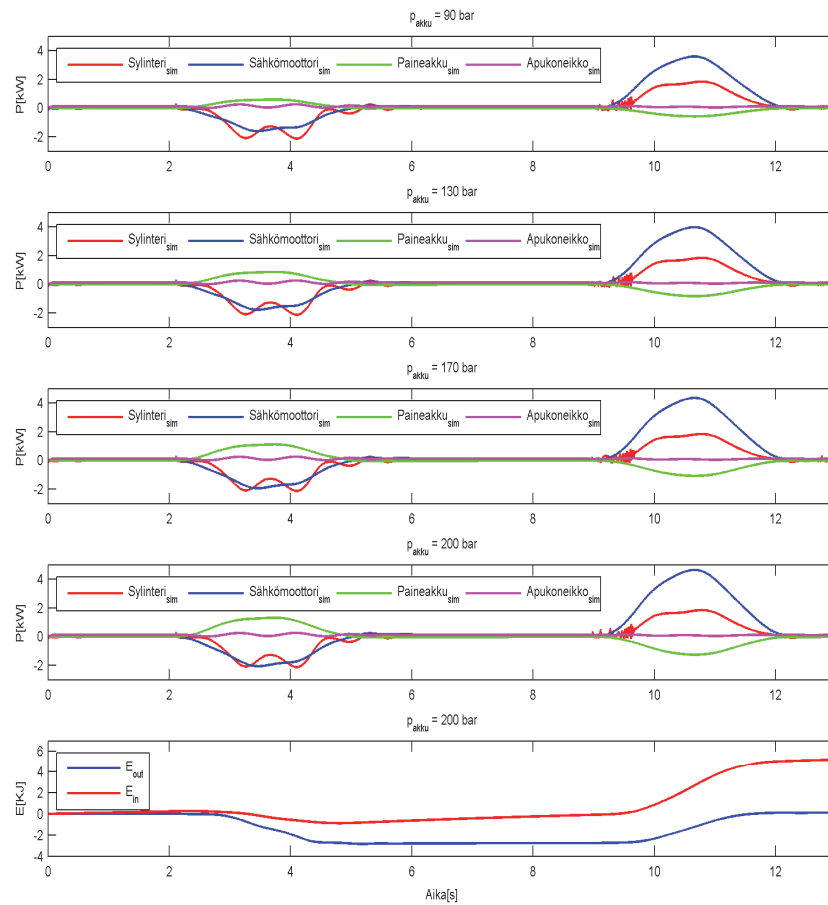 p_akku = 90 bar
P[kW]
4
2
0
-2
Sylinteri_sim Sähkömoottori_sim Paineakku_sim Apukoneikko_sim
0 2 4 6 8 10 12
p_akku = 130 bar
P[kW]
4
2
0
-2
Sylinteri_sim Sähkömoottori_sim Paineakku_sim Apukoneikko_sim
0 2 4 6 8 10 12
p_akku = 170 bar
P[kW]
4
2
0
-2
Sylinteri_sim Sähkömoottori_sim Paineakku_sim Apukoneikko_sim
0 2 4 6 8 10 12
p_akku = 200 bar
P[kW]
4
2
0
-2
Sylinteri_sim Sähkömoottori_sim Paineakku_sim Apukoneikko_sim
0 2 4 6 8 10 12
p_akku = 200 bar
E[KJ]
6
4
2
0
-2
-4
E_out
E_in
0 2 4 6 8 10 12
Aika[s]